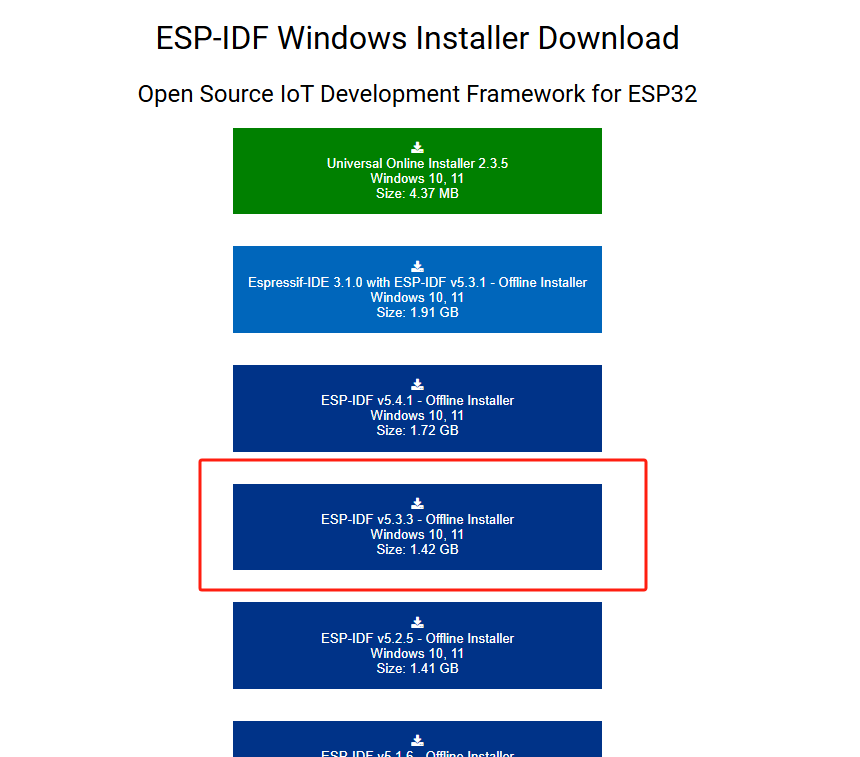 ESP-IDF Windows Installer Download
Open Source IoT Development Framework for ESP32
Universal Online Installer 2.3.5
Windows 10, 11
Size: 4.37 MB
Espressif-IDE 3.1.0 with ESP-IDF v5.3.1 - Offline Installer
Windows 10, 11
Size: 1.91 GB
ESP-IDF v5.4.1 - Offline Installer
Windows 10, 11
Size: 1.72 GB
ESP-IDF v5.3.3 - Offline Installer
Windows 10, 11
Size: 1.42 GB
ESP-IDF v5.2.5 - Offline Installer
Windows 10, 11
Size: 1.41 GB
ESP-IDF v5.1.6 - Offline Installer